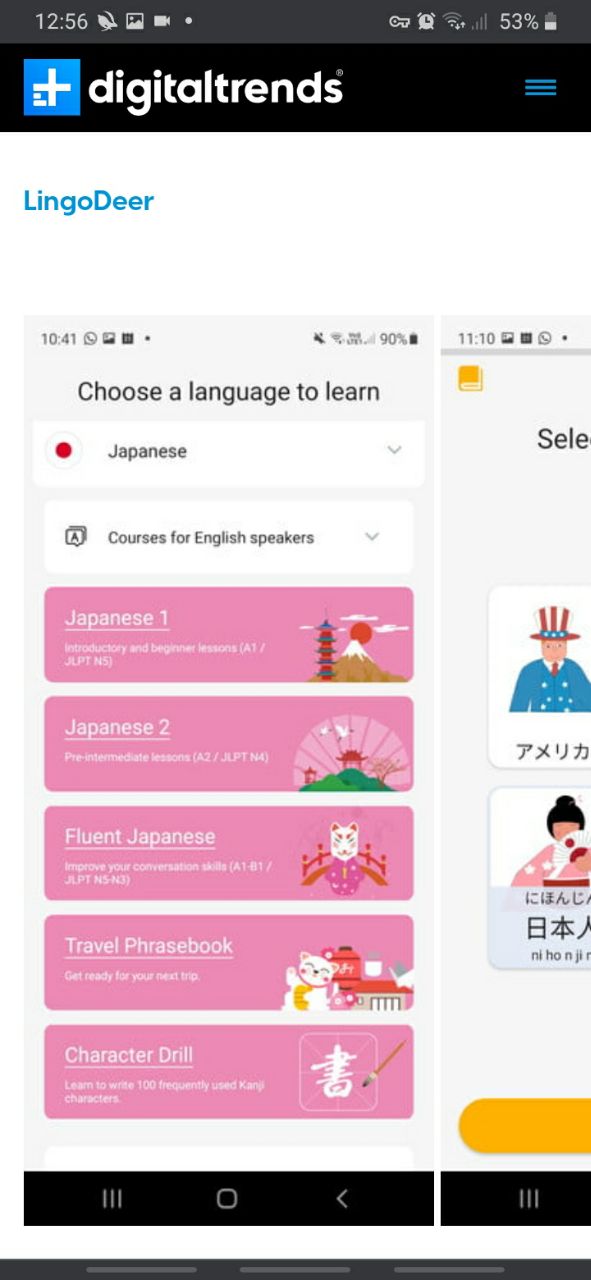 12:56 53%
digitaltrends®
LingoDeer
10:41 90%
Choose a language to learn
Japanese
Courses for English speakers
Japanese 1
Introductory and beginner lessons (A1 /
JLPT N5)
Japanese 2
Pre-intermediate lessons (A2 / JLPT N4)
Fluent Japanese
Improve your conversation skills (A1-B1 /
JLPT N5-N3)
Travel Phrasebook
Get ready for your next trip.
Character Drill
Learn to write 100 frequently used Kanji
characters.
書
11:10
Sele
アメリカ
にほんじ
日本人
ni ho n ji